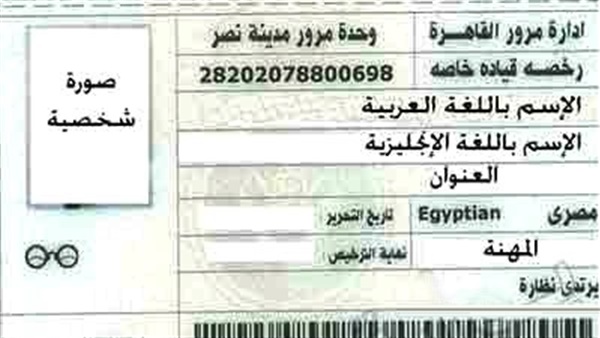 ادارة مرور القاهرة وحدة مرور مدينة نصر
رخصه قياده خاصه 28202078800698
صورة
شخصية
الإسم باللغة العربية
الإسم باللغة الإنجليزية
العنوان
مصرى Egyptian تاريخ التحرير :
المهنة نهاية الترخيص :
يرتدى نظارة